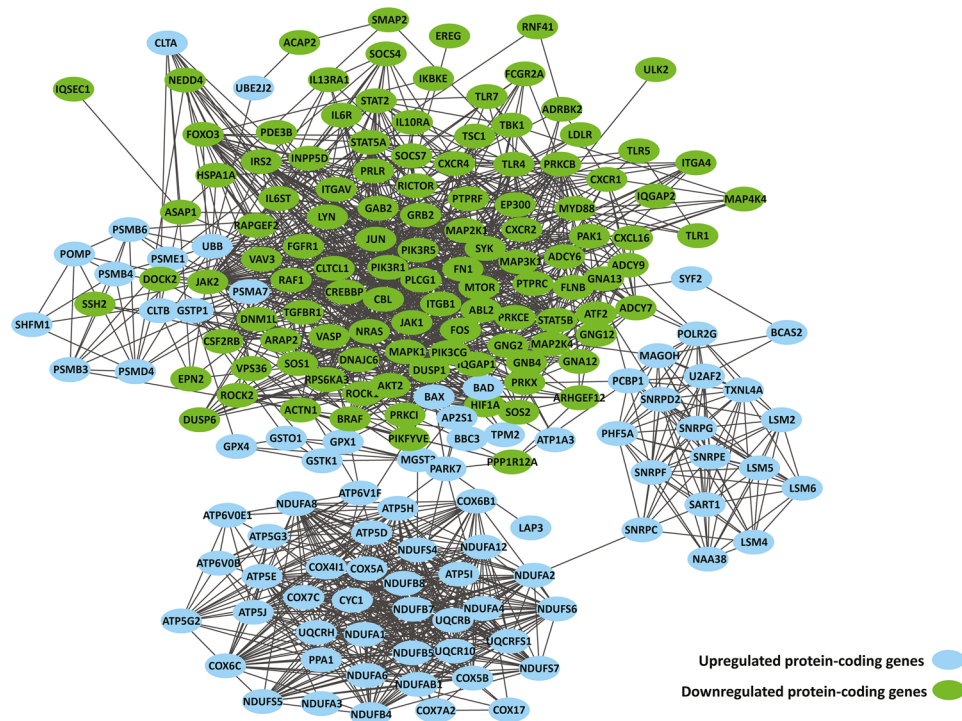 SMAP2
RNF41
CLTA
ACAP2
EREG
SOCS4
ULK2
NEDD4
IL13RA1
IKBKE
FCGR2A
IQSEC1
UBE2J2
TLR7
STAT2
ADRBK2
IL6R
IL10RA
FOXO3
PDE3B
TSC1
TBK1
LDLR
STAT5A
TLR5
IRS2
INPP5D
SOCS7
CXCR4
TLR4
PRKCB
ITGA4
HSPA1A
PRLR
CXCR1
ITGAV
RICTOR
IL6ST
PTPRF
EP300
IQGAP2
MAP4K4
ASAP1
LYN
GAB2
GRB2
MYD88
RAPGEF2
PSMB6
MAP2K1
CXCR2
PAK1
CXCL16
TLR1
UBB
FGFR1
JUN
PIK3R5
SYK
POMP
PSME1
VAV3
MAP3K1
ADCY6
ADCY9
PSMB4
DOCK2
JAK2
RAF1
CLTCL1
PIK3R1
PLCG1
FN1
GNA13
SYF2
PSMA7
CREBBP
MTOR
PTPRC
FLNB
SSH2
CLTB
GSTP1
CBL
ITGB1
ABL2
ADCY7
SHFM1
DNM1L
TGFBR1
PRKCE
STAT5B
ATF2
CSF2RB
ARAP2
VASP
NRAS
JAK1
FOS
GNG12
POLR2G
BCAS2
PSMB3
PSMD4
VPS36
SOS1
DNAJC6
MAPK1
PIK3CG
GNG2
MAP2K4
MAGOH
EPN2
RPS6KA3
DUSP1
IQGAP1
GNB4
GNA12
U2AF2
ROCK2
AKT2
BAD
PRKX
PCBP1
TXNL4A
BAX
HIF1A
ARHGEF12
SNRPD2
DUSP6
ACTN1
BRAF
PRKCI
AP2S1
SOS2
LSM2
PIKFYVE
BBC3
TPM2
ATP1A3
PHF5A
SNRPG
GPX4
GSTO1
GPX1
SNRPE
GSTK1
PARK7
PPP1R12A
SNRPF
LSM5
LSM6
ATP6V1F
NDUFA8
COX6B1
SART1
ATP6V0E1
ATP5H
LAP3
SNRPC
ATP5G3
ATP5D
LSM4
NDUFS4
NDUFA12
NAA38
ATP6V0B
COX4I1
COX5A
ATP5E
NDUFB8
ATP5I
NDUFA2
COX7C
CYC1
ATP5J
NDUFB7
NDUFA4
NDUFS6
ATP5G2
UQCRB
UQCRH
NDUFA1
UQCRFS1
PPA1
NDUFB5
UQCR10
COX6C
NDUFS7
NDUFA6
NDUFAB1
COX5B
NDUFS5
NDUFA3
NDUFB4
COX7A2
COX17
Upregulated protein-coding genes
Downregulated protein-coding genes